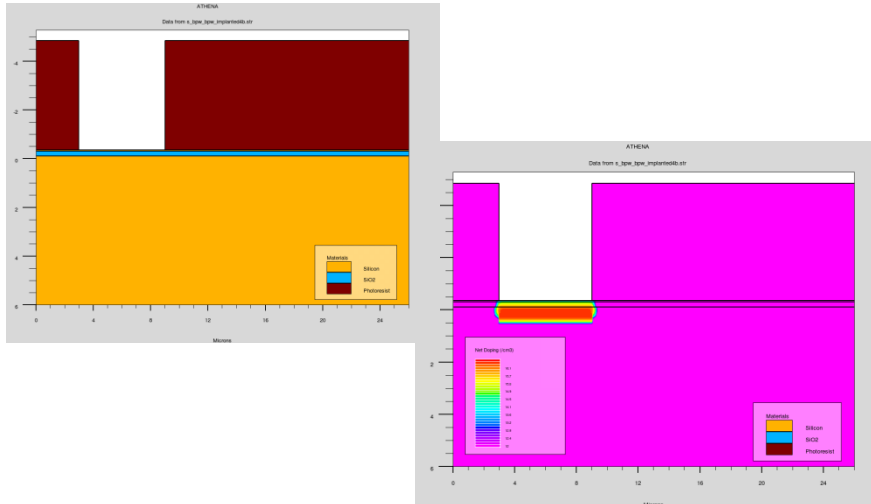 ATHENA
Data from s_bpw_bpw_implanted4b.str
-4
-2
0
2
4
6
0
4
8
12
16
20
24
Microns
Materials
Silicon
SiO2
Photoresist
ATHENA
Data from s_bpw_bpw_implanted4b.str
2
4
6
0
4
8
12
16
20
24
Microns
Net Doping (/cm3)
Materials
Silicon
SiO2
Photoresist